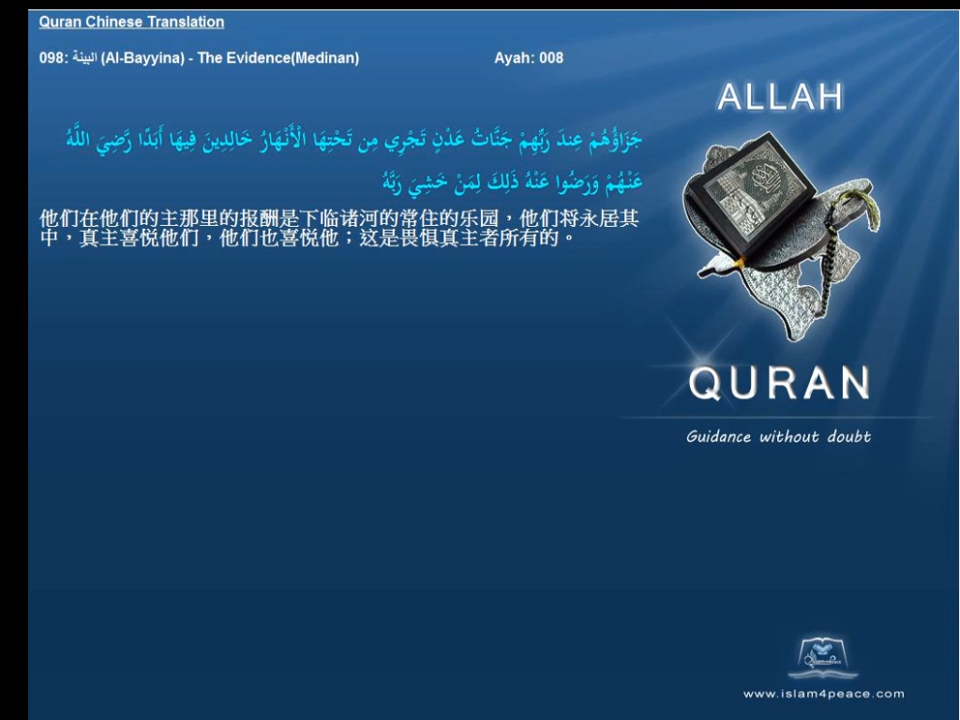 Quran Chinese Translation
098: البينة (Al-Bayyina) - The Evidence(Medinan) Ayah: 008
جَزَاؤُهُمْ عِندَ رَبِّهِمْ جَنَّاتُ عَدْنٍ تَجْرِي مِن تَحْتِهَا الْأَنْهَارُ خَالِدِينَ فِيهَا أَبَدًا رَّضِيَ اللَّهُ
عَنْهُمْ وَرَضُوا عَنْهُ ذَلِكَ لِمَنْ خَشِيَ رَبَّهُ
他们在他们的主那里的报酬是下临诸河的常住的乐园，他们将永居其
中，真主喜悦他们，他们也喜悦他；这是畏惧真主者所有的。
ALLAH
QURAN
Guidance without doubt
www.islam4peace.com